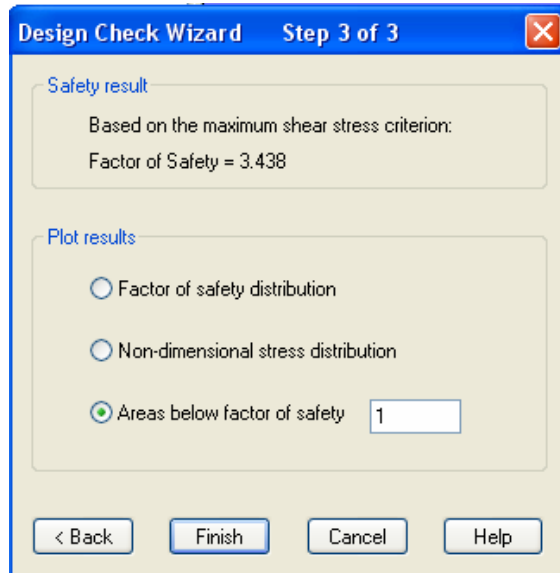 Design Check Wizard Step 3 of 3
Safety result
Based on the maximum shear stress criterion:
Factor of Safety = 3.438
Plot results
Factor of safety distribution
Non-dimensional stress distribution
Areas below factor of safety 1
< Back Finish Cancel Help